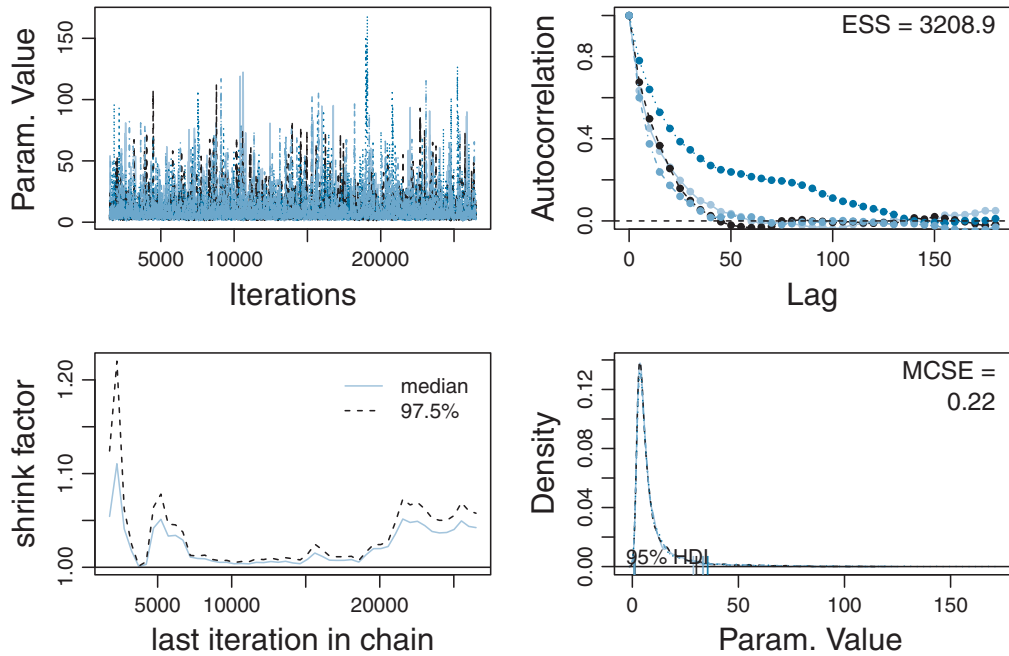 Param. Value
0 50 100 150
5000 10000 20000
Iterations
Autocorrelation
0.0 0.4 0.8
ESS = 3208.9
0 50 100 150
Lag
shrink factor
1.00 1.10 1.20
median
97.5%
5000 10000 20000
last iteration in chain
Density
0.00 0.04 0.12
MCSE =
0.22
95% HDI
0 50 100 150
Param. Value